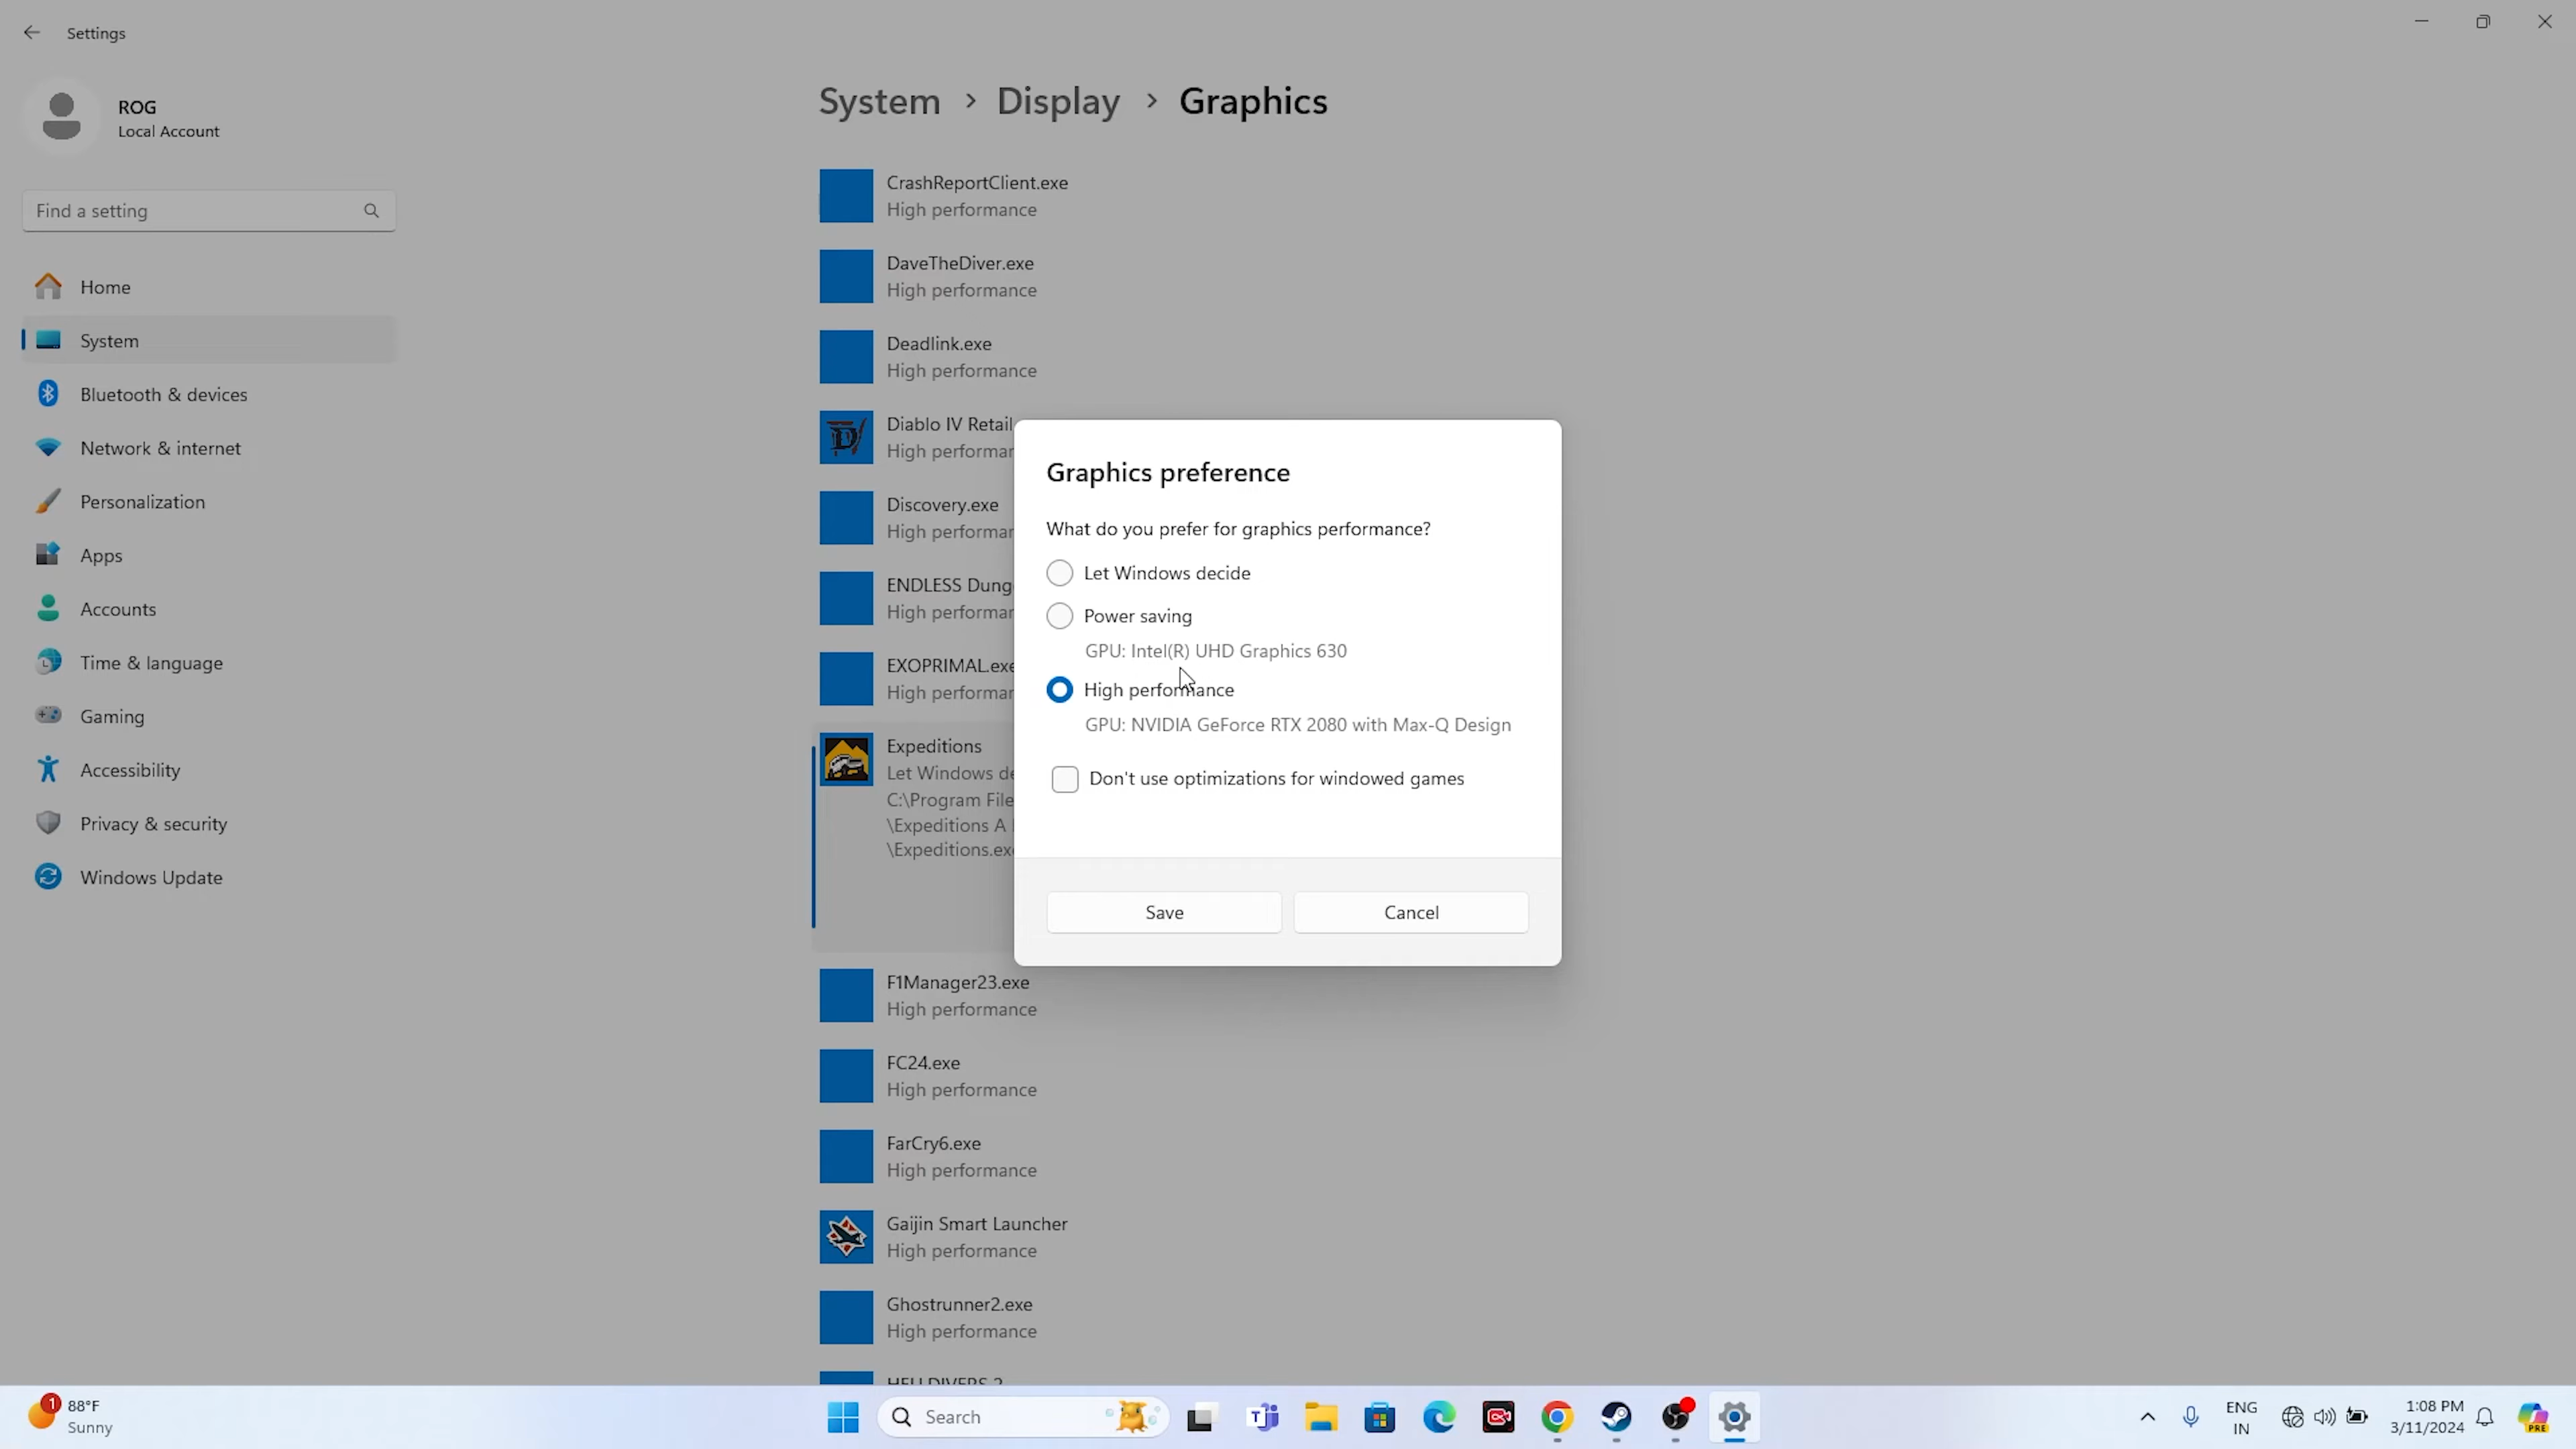 Settings
ROG
Local Account
Find a setting
Home
System
Bluetooth & devices
Network & internet
Personalization
Apps
Accounts
Time & language
Gaming
Accessibility
Privacy & security
Windows Update
System > Display > Graphics
CrashReportClient.exe
High performance
DaveTheDiver.exe
High performance
Deadlink.exe
High performance
Diablo IV Retail
Discovery.exe
ENDLESS
EXOPRIMAL.exe
Expeditions
Let Windows
C:\Program
\Expeditions A
\Expeditions.exe
F1Manager23.exe
High performance
FC24.exe
High performance
FarCry6.exe
High performance
Gaijin Smart Launcher
High performance
Ghostrunner2.exe
High performance
HELLDIVERS 2
Graphics preference
What do you prefer for graphics performance?
Let Windows decide
Power saving
GPU: Intel(R) UHD Graphics 630
High performance
GPU: NVIDIA GeForce RTX 2080 with Max-Q Design
Don't use optimizations for windowed games
Save
Cancel
1
88°F
Sunny
Search
ENG
IN
1:08 PM
3/11/2024
PRE